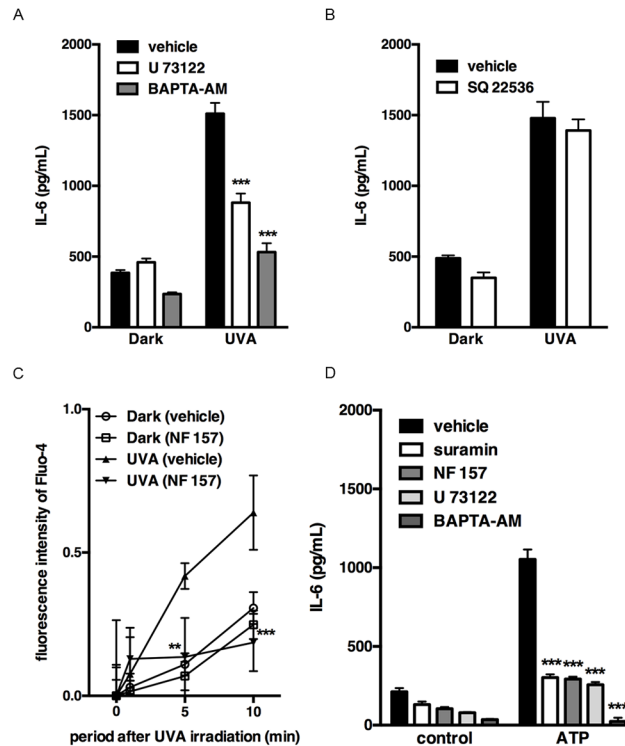 A
2000
1500
1000
500
0
IL-6 (pg/mL)
vehicle
U 73122
BAPTA-AM
***
***
Dark
UVA
B
2000
1500
1000
500
0
IL-6 (pg/mL)
vehicle
SQ 22536
Dark
UVA
C
1.0
0.5
0.0
fluorescence intensity of Fluo-4
Dark (vehicle)
Dark (NF 157)
UVA (vehicle)
UVA (NF 157)
**
***
0
5
10
period after UVA irradiation (min)
D
2000
1500
1000
500
0
IL-6 (pg/mL)
vehicle
suramin
NF 157
U 73122
BAPTA-AM
***
***
***
***
control
ATP